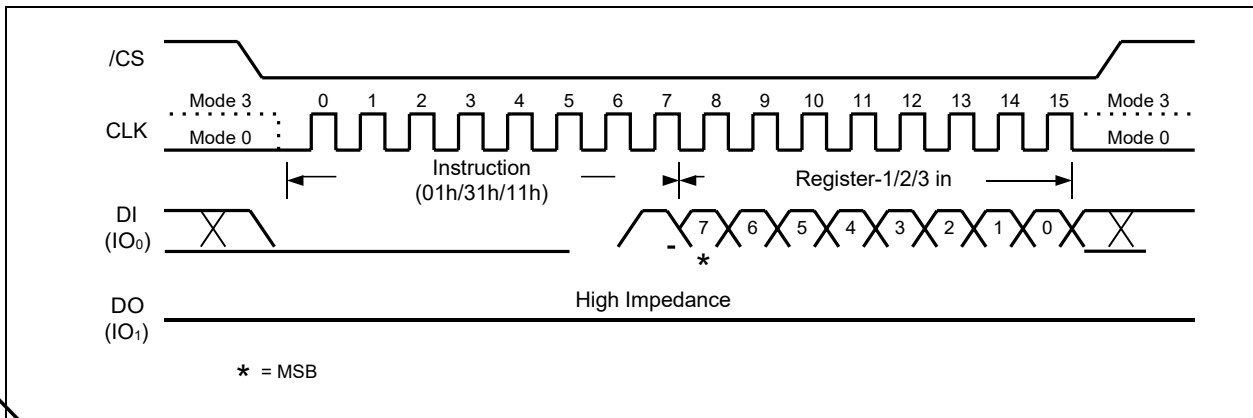 /CS
Mode 3 0 1 2 3 4 5 6 7 8 9 10 11 12 13 14 15 Mode 3
CLK
Mode 0 Mode 0
Instruction
(01h/31h/11h)
Register-1/2/3 in
DI
(IO₀)
7 6 5 4 3 2 1 0
*
High Impedance
DO
(IO₁)
* = MSB